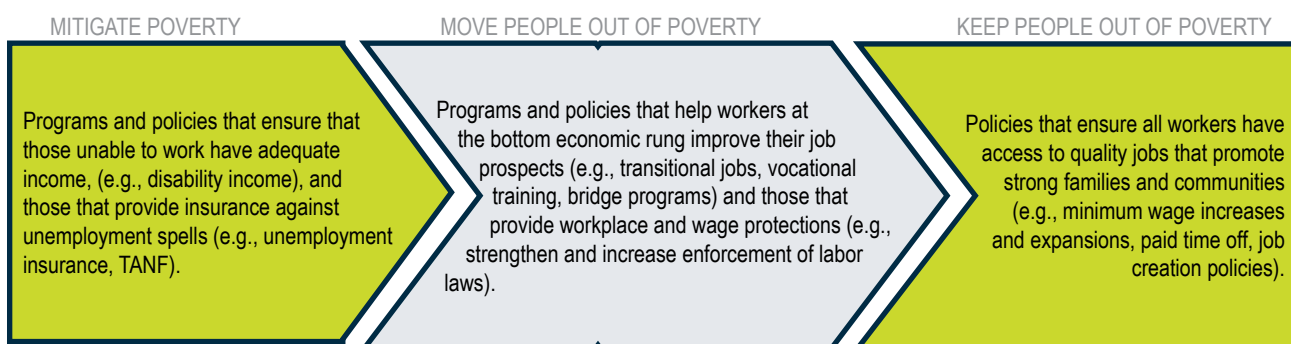 MITIGATE POVERTY
MOVE PEOPLE OUT OF POVERTY
KEEP PEOPLE OUT OF POVERTY
Programs and policies that ensure that
those unable to work have adequate
income, (e.g., disability income), and
those that provide insurance against
unemployment spells (e.g., unemployment
insurance, TANF).
Programs and policies that help workers at
the bottom economic rung improve their job
prospects (e.g., transitional jobs, vocational
training, bridge programs) and those that
provide workplace and wage protections (e.g.,
strengthen and increase enforcement of labor
laws).
Policies that ensure all workers have
access to quality jobs that promote
strong families and communities
(e.g., minimum wage increases
and expansions, paid time off, job
creation policies).